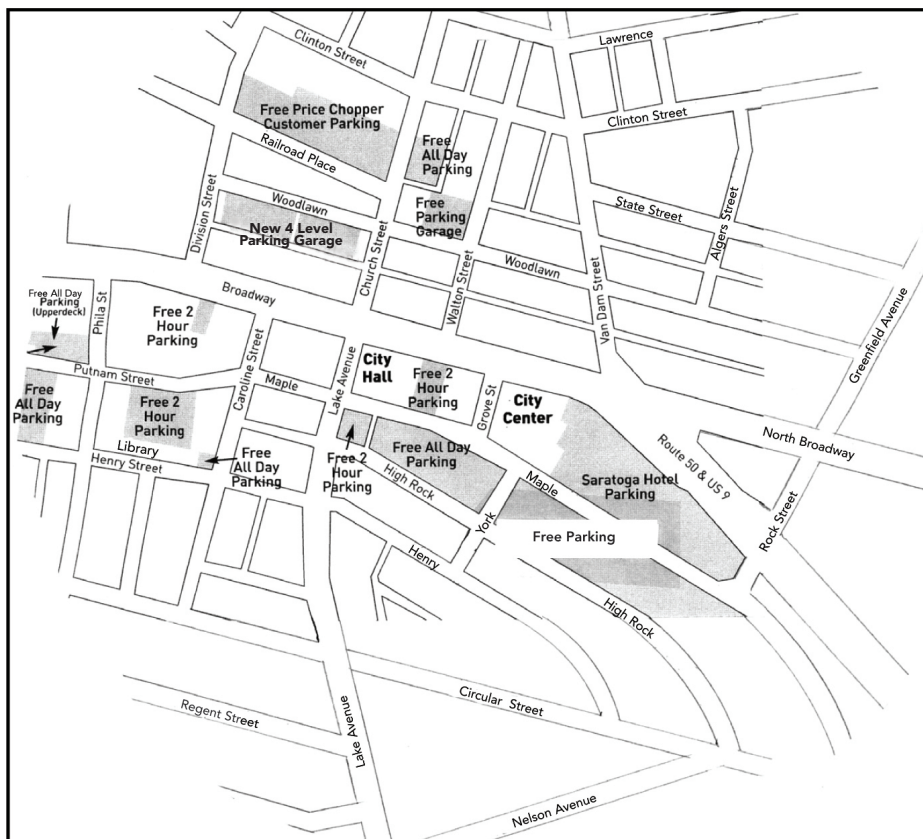 Lawrence
Clinton Street
Clinton Street
Free Price Chopper
Customer Parking
Railroad Place
Free
All Day
Parking
Algers Street
State Street
Woodlawn
Free
Parking
Garage
New 4 Level
Parking Garage
Division Street
Church Street
Walton Street
Woodlawn
Van Dam Street
Broadway
Greenfield Avenue
Free All Day
Parking
(Upperdeck)
Phila St
Free 2
Hour
Parking
Caroline Street
Lake Avenue
City
Hall
Free 2
Hour
Parking
Grove St
City
Center
Putnam Street
Maple
Free
All Day
Parking
Free 2
Hour
Parking
Library
Henry Street
Free
All Day
Parking
Free 2
Hour
Parking
Free All Day
Parking
High Rock
North Broadway
Route 50 & US 9
Saratoga Hotel
Parking
Maple
York
Free Parking
Rock Street
Henry
High Rock
Circular Street
Regent Street
Lake Avenue
Nelson Avenue